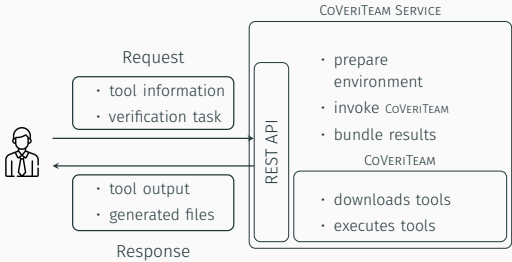 CoVeriTeam Service
Request
· tool information
· verification task
REST API
· prepare
environment
· invoke CoVeriTeam
· bundle results
CoVeriTeam
· downloads tools
· executes tools
· tool output
· generated files
Response